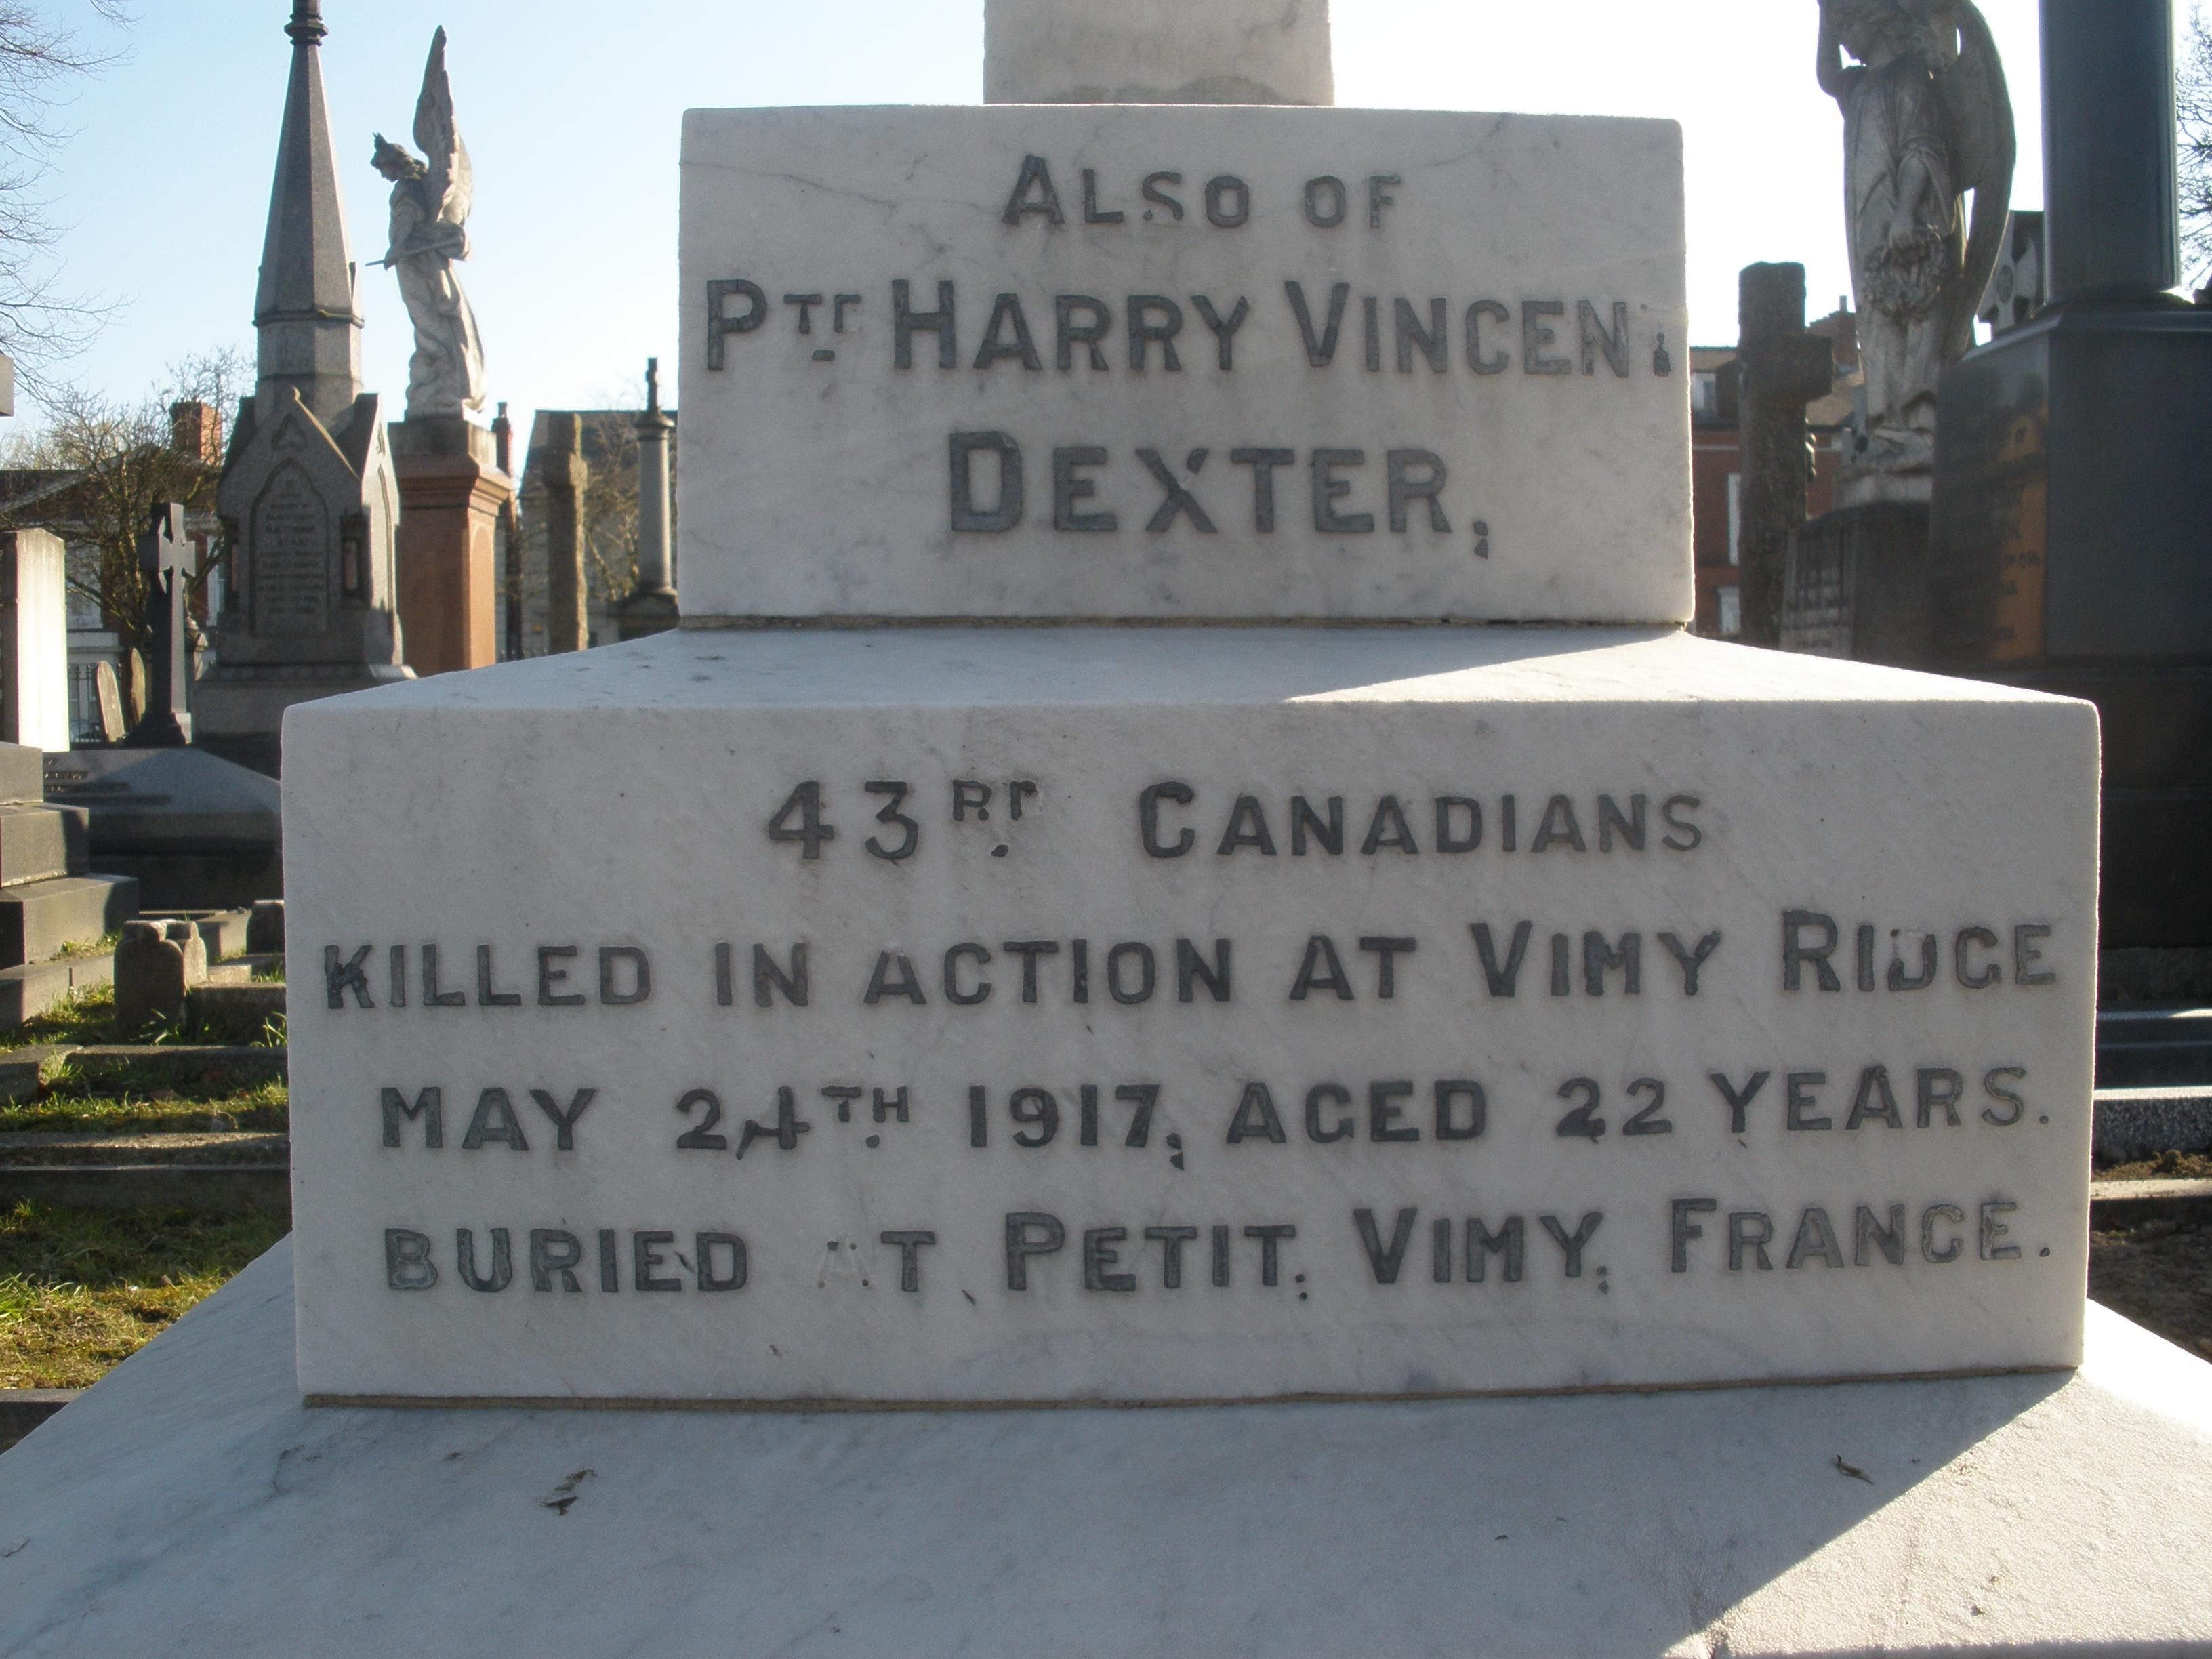 ALSO OF
PTE HARRY VINCEN.
DEXTER,
43RD CANADIANS
KILLED IN ACTION AT VIMY RIDGE
MAY 24TH 1917, AGED 22 YEARS.
BURIED AT PETIT, VIMY, FRANCE.